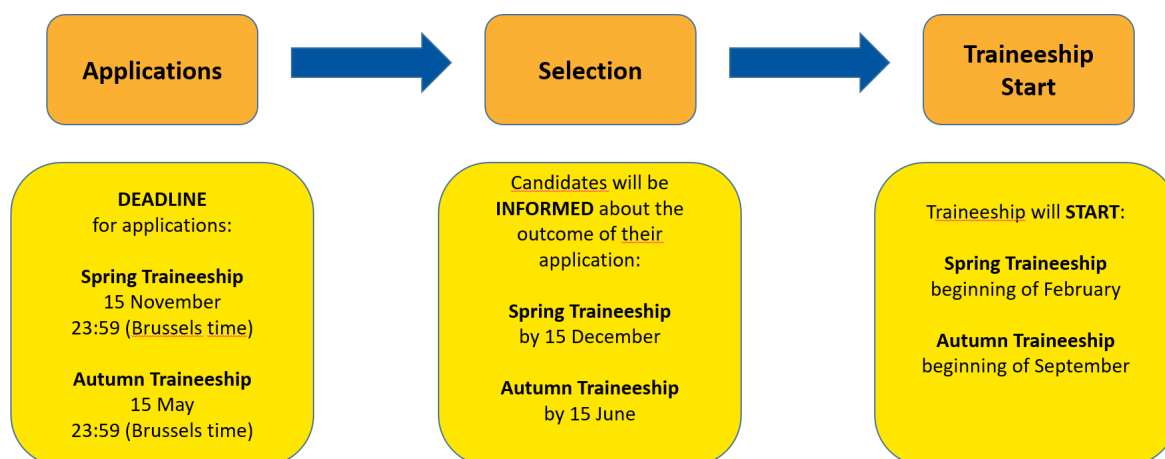 Applications
Selection
Traineeship
Start
DEADLINE
for applications:
Spring Traineeship
15 November
23:59 (Brussels time)
Autumn Traineeship
15 May
23:59 (Brussels time)
Candidates will be
INFORMED about the
outcome of their
application:
Spring Traineeship
by 15 December
Autumn Traineeship
by 15 June
Traineeship will START:
Spring Traineeship
beginning of February
Autumn Traineeship
beginning of September